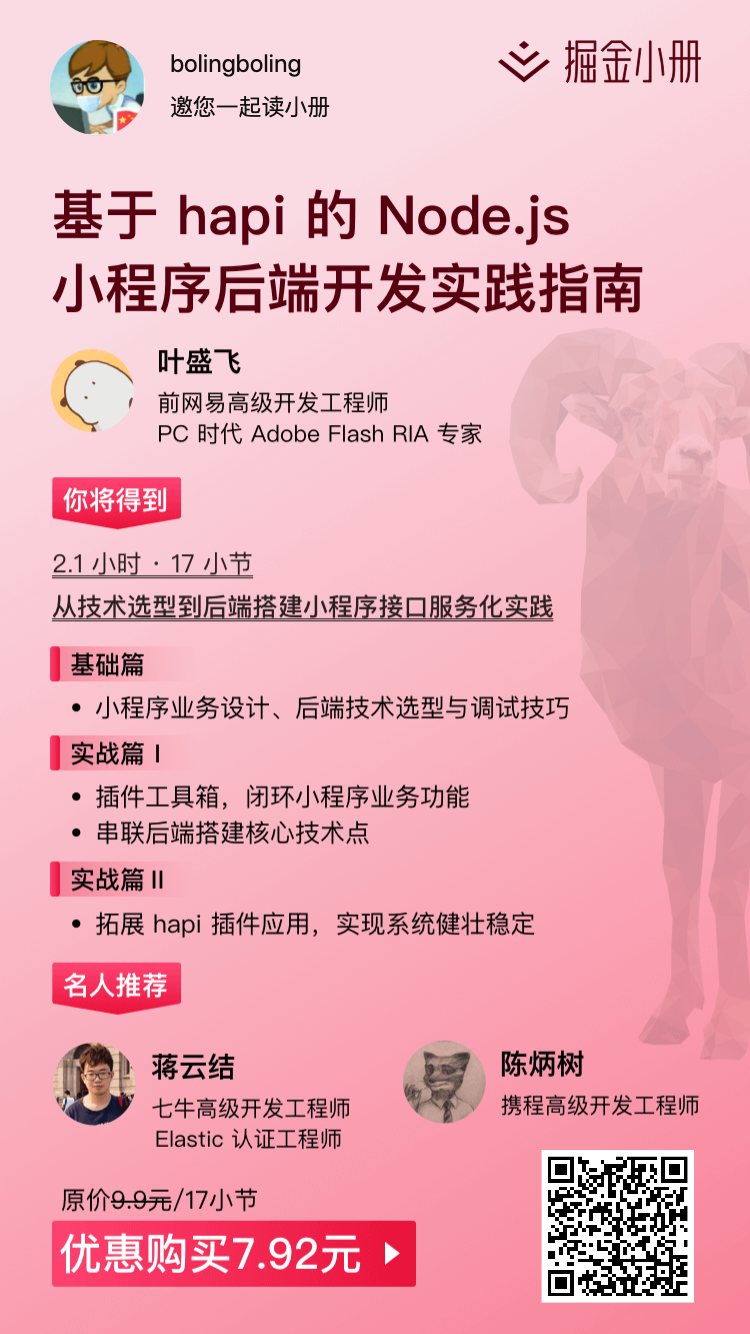 bolingboling
邀您一起读小册
掘金小册
基于 hapi 的 Node.js
小程序后端开发实践指南
叶盛飞
前网易高级开发工程师
PC 时代 Adobe Flash RIA 专家
你将得到
2.1 小时 · 17 小节
从技术选型到后端搭建小程序接口服务化实践
基础篇
• 小程序业务设计、后端技术选型与调试技巧
实战篇 I
• 插件工具箱，闭环小程序业务功能
• 串联后端搭建核心技术点
实战篇 II
• 拓展 hapi 插件应用，实现系统健壮稳定
名人推荐
蒋云结
七牛高级开发工程师
Elastic 认证工程师
陈炳树
携程高级开发工程师
原价9.9元/17小节
优惠购买7.92元